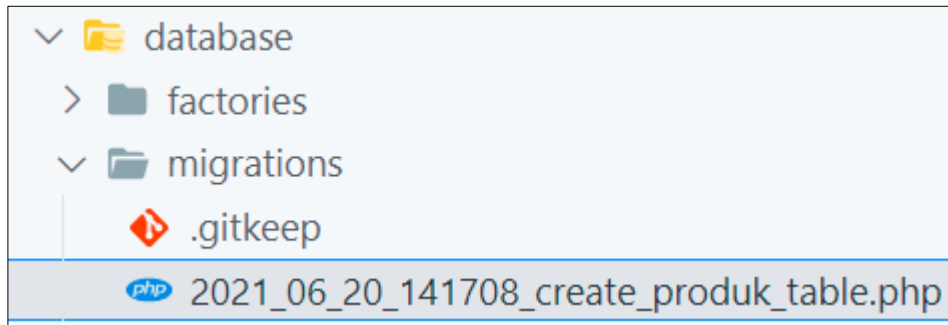 database
factories
migrations
.gitkeep
php 2021_06_20_141708_create_produk_table.php